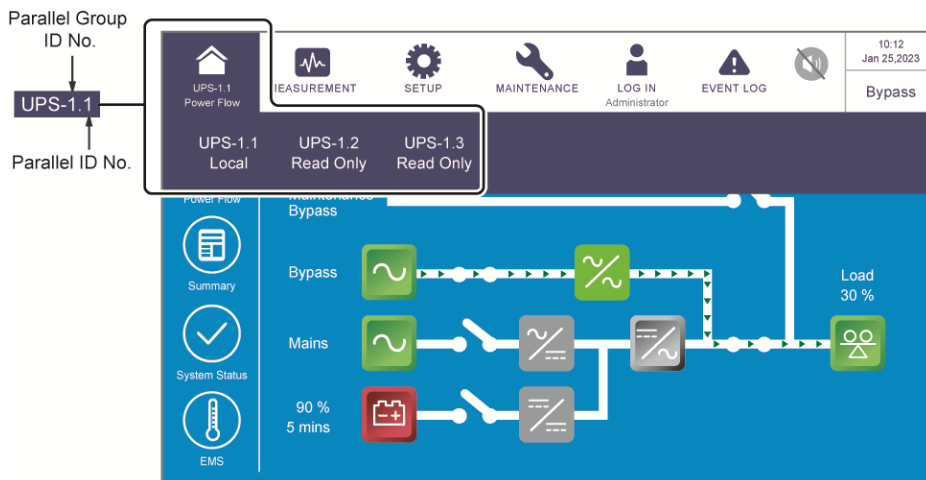 Parallel Group
ID No.
UPS-1.1
Parallel ID No.
UPS-1.1
Power Flow
MEASUREMENT
SETUP
MAINTENANCE
LOG IN
Administrator
EVENT LOG
10:12
Jan 25,2023
Bypass
UPS-1.1
Local
UPS-1.2
Read Only
UPS-1.3
Read Only
Power Flow
Summary
System Status
EMS
Maintenance
Bypass
Bypass
Mains
90 %
5 mins
Load
30 %